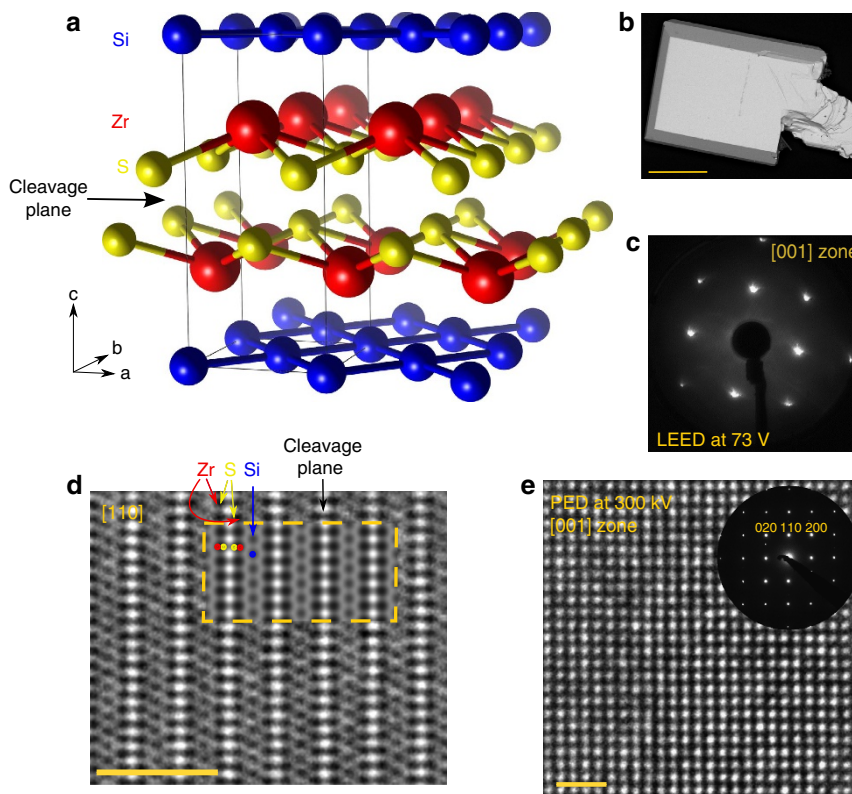 a
Si
Zr
S
Cleavage
plane
c
b
a
b
c
[001] zone
LEED at 73 V
d
Zr
S
Si
Cleavage
plane
[110]
e
PED at 300 kV
[001] zone
020 110 200